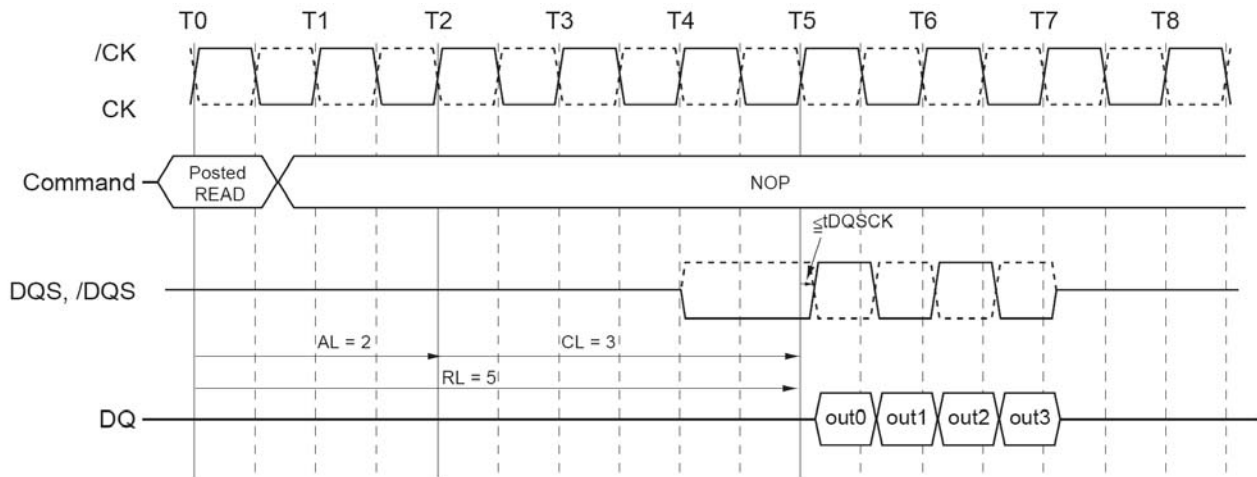 T0 T1 T2 T3 T4 T5 T6 T7 T8
/CK
CK
Command
Posted
READ
NOP
≦tDQSCK
DQS, /DQS
AL = 2
CL = 3
RL = 5
DQ
out0 out1 out2 out3